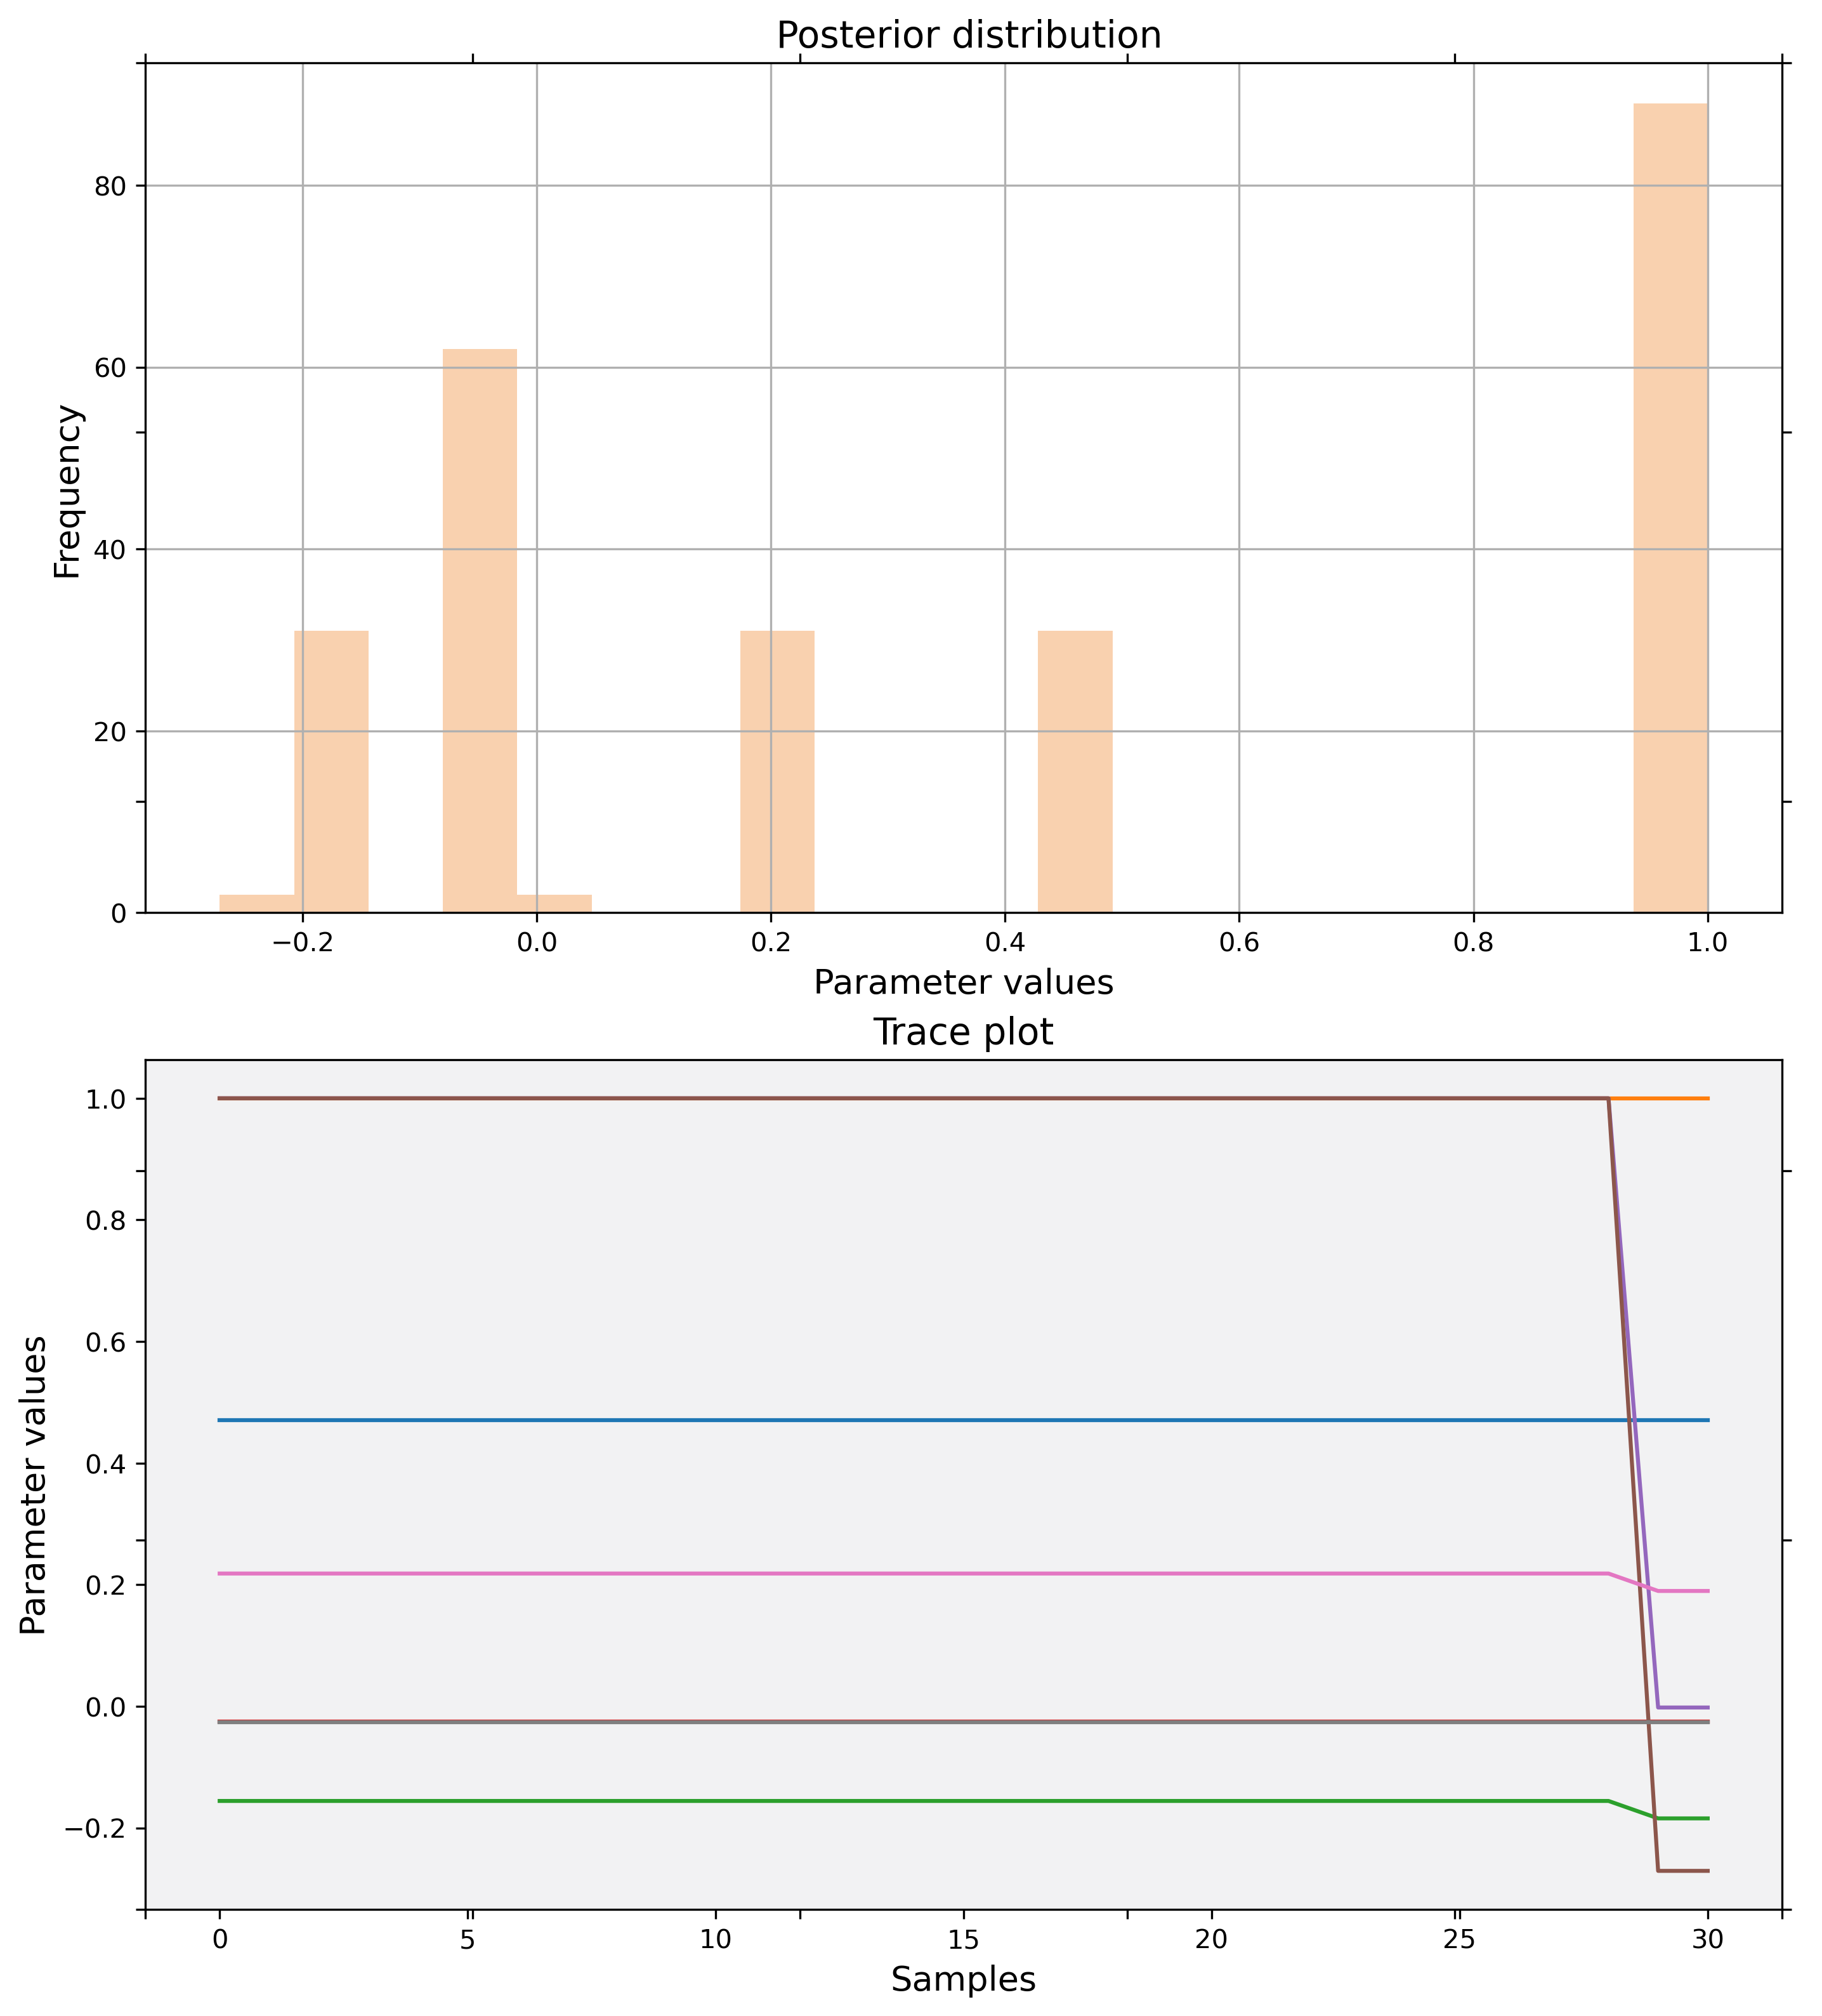 Posterior distribution
80
60
40
20
0
Frequency
−0.2 0.0 0.2 0.4 0.6 0.8 1.0
Parameter values
Trace plot
1.0
0.8
0.6
0.4
0.2
0.0
−0.2
Parameter values
0 5 10 15 20 25 30
Samples